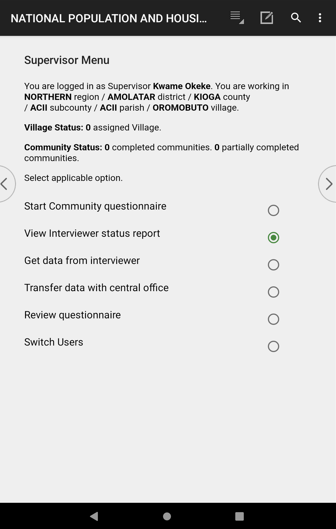 NATIONAL POPULATION AND HOUSI...
Supervisor Menu
You are logged in as Supervisor Kwame Okeke. You are working in
NORTHERN region / AMOLATAR district / KIOGA county
/ ACII subcounty / ACII parish / OROMOBUTO village.
Village Status: 0 assigned Village.
Community Status: 0 completed communities. 0 partially completed
communities.
Select applicable option.
Start Community questionnaire
View Interviewer status report
Get data from interviewer
Transfer data with central office
Review questionnaire
Switch Users